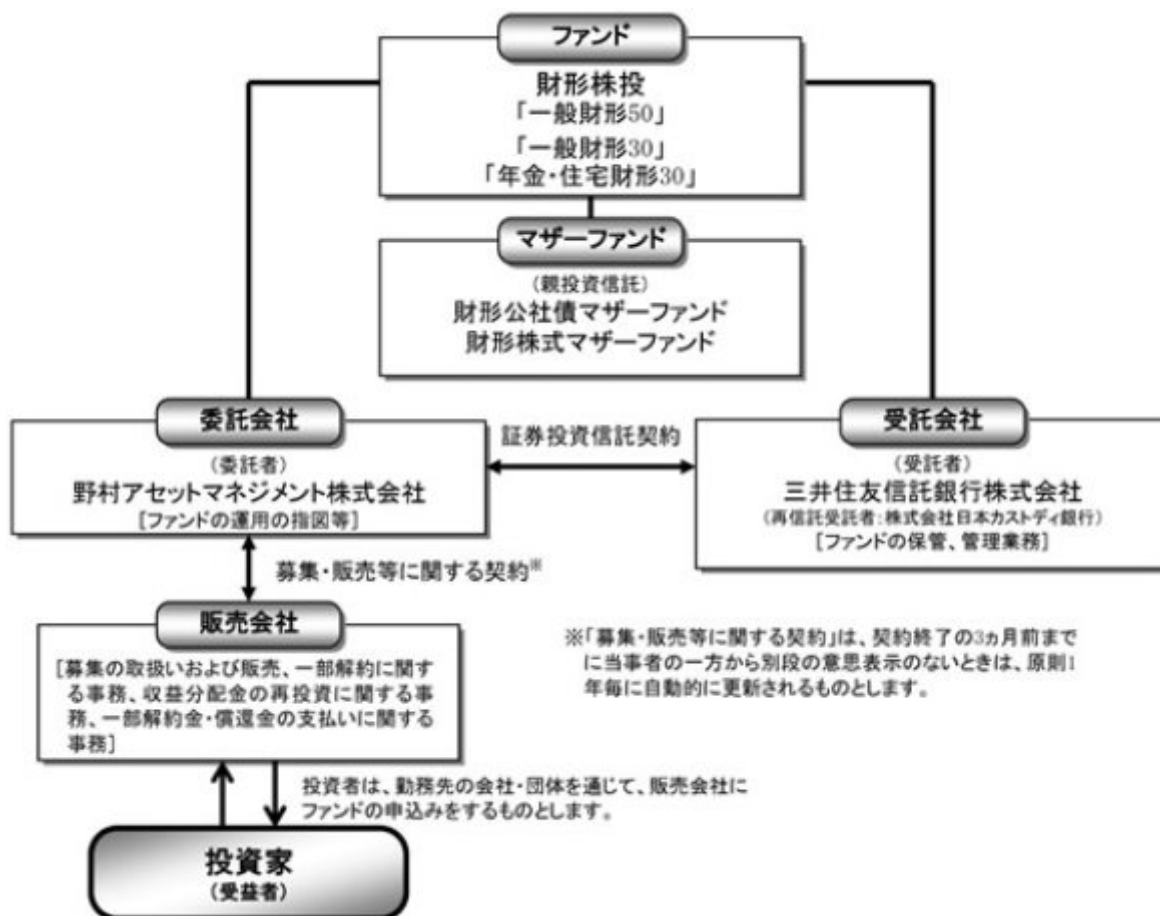 ファンド
財形株投
「一般財形50」
「一般財形30」
「年金・住宅財形30」
マザーファンド
(親投資信託)
財形公社債マザーファンド
財形株式マザーファンド
委託会社
(委託者)
野村アセットマネジメント株式会社
[ファンドの運用の指図等]
証券投資信託契約
受託会社
(受託者)
三井住友信託銀行株式会社
(再信託受託者:株式会社日本カストディ銀行)
[ファンドの保管、管理業務]
募集・販売等に関する契約※
販売会社
[募集の取扱いおよび販売、一部解約に関す
る事務、収益分配金の再投資に関する事
務、一部解約金・償還金の支払いに関する
事務]
※「募集・販売等に関する契約」は、契約終了の3ヵ月前まで
に当事者の一方から別段の意思表示のないときは、原則1
年毎に自動的に更新されるものとします。
投資者は、勤務先の会社・団体を通じて、販売会社に
ファンドの申込みをするものとします。
投資家
(受益者)